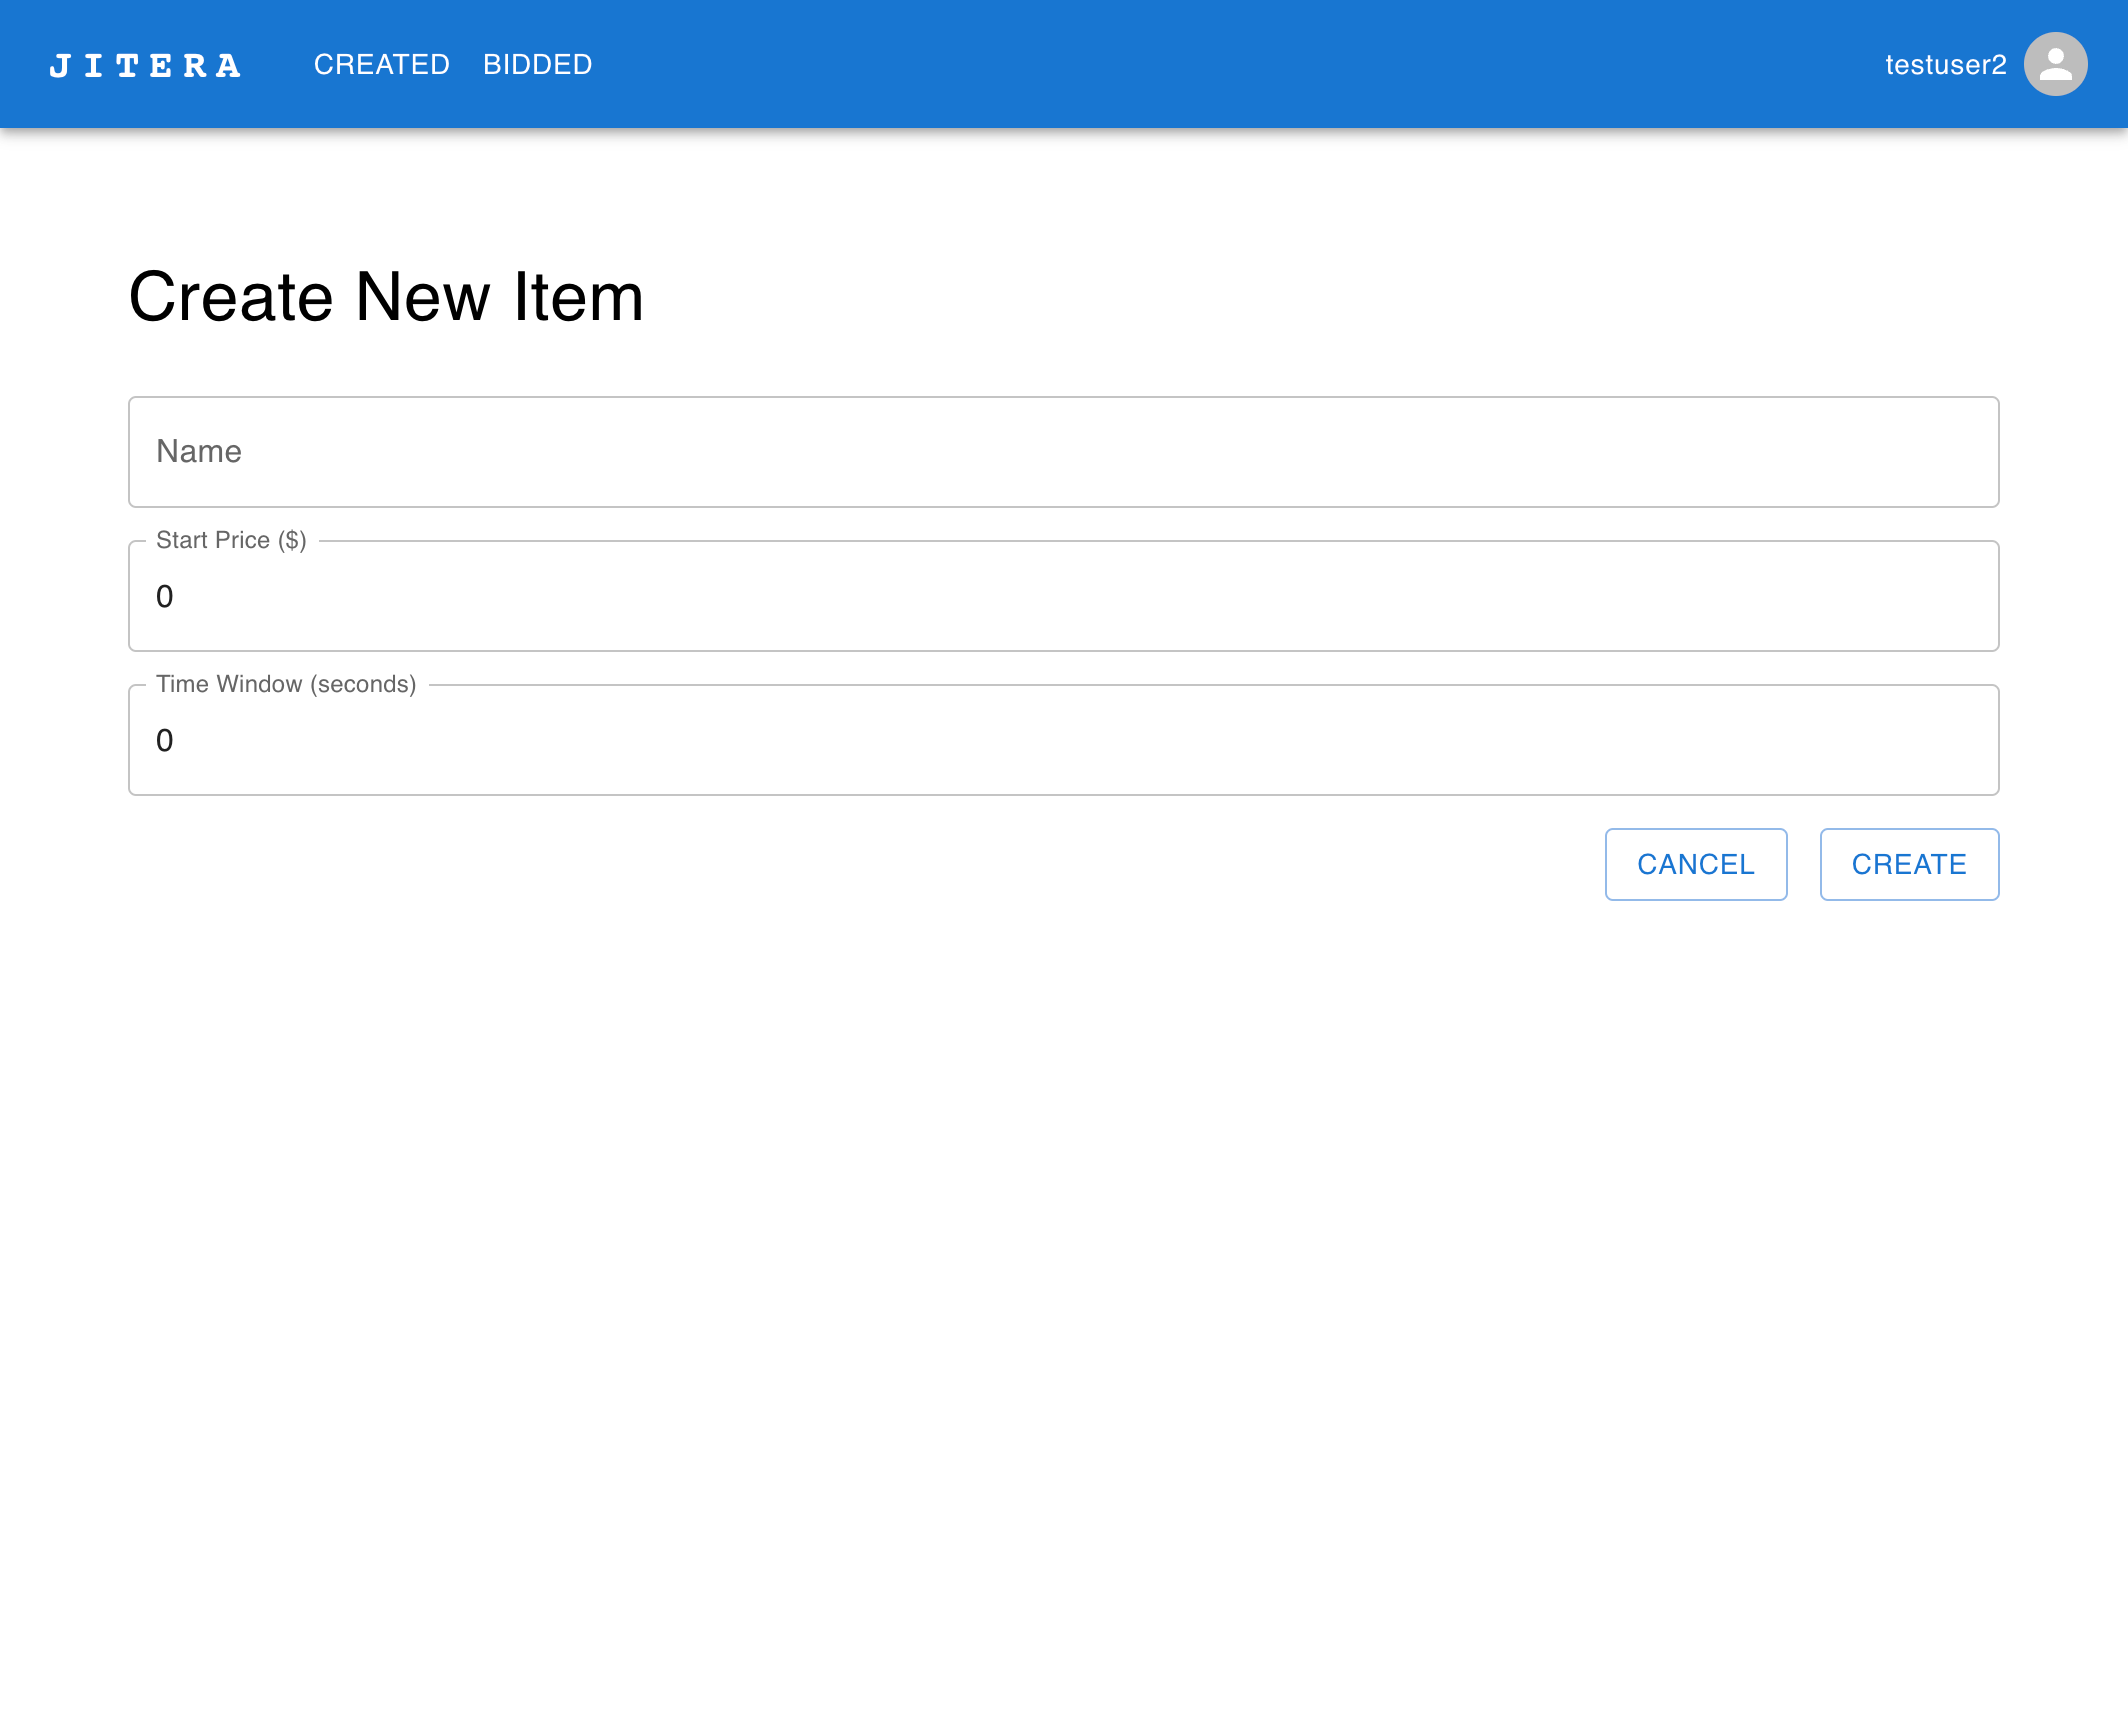 JITERA CREATED BIDDED testuser2
Create New Item
Name
Start Price ($)
0
Time Window (seconds)
0
CANCEL CREATE